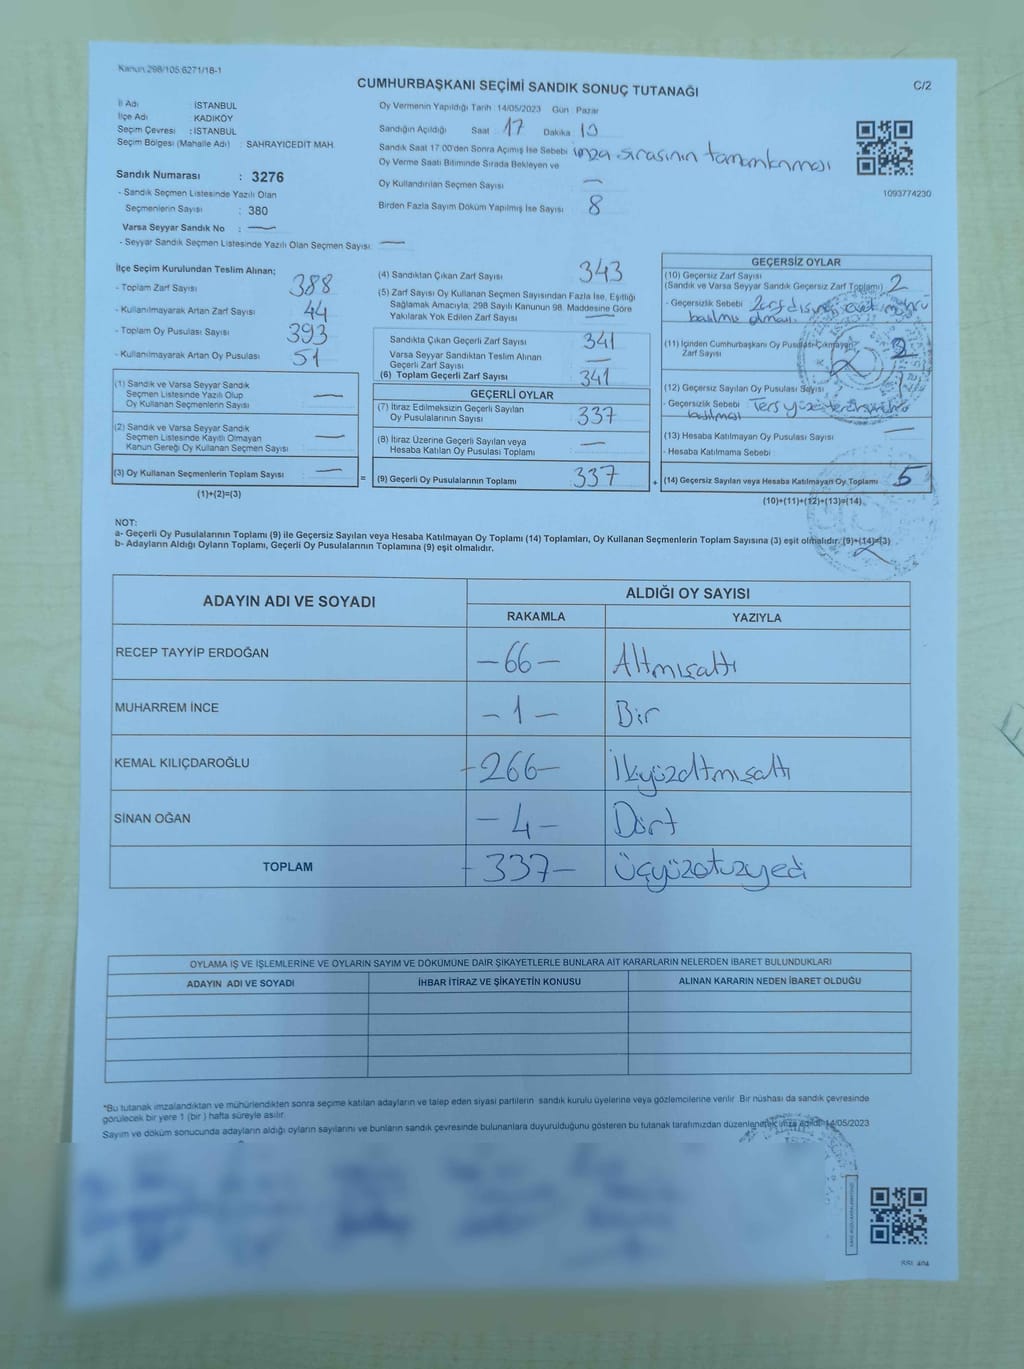 Kanun 298/105 6271/18-1
CUMHURBAŞKANI SEÇİMİ SANDIK SONUÇ TUTANAĞI
C/2
İl Adı : İSTANBUL
İlçe Adı : KADIKÖY
Seçim Çevresi : İSTANBUL
Seçim Bölgesi (Mahalle Adı) : SAHRAYICEDİT MAH.
Sandık Numarası : 3276
- Sandık Seçmen Listesinde Yazılı Olan
Seçmenlerin Sayısı : 380
Varsa Seyyar Sandık No : —
- Seyyar Sandık Seçmen Listesinde Yazılı Olan Seçmen Sayısı: —
Oy Vermenin Yapıldığı Tarih 14/05/2023 Gün : Pazar
Sandığın Açıldığı Saat : 17 Dakika 10
Sandık Saat 17:00'den Sonra Açımış İse Sebebi imza sırasının tamamlanması
Oy Verme Saati Bitiminde Sırada Bekleyen ve
Oy Kullandırılan Seçmen Sayısı —
Birden Fazla Sayım Döküm Yapılmış İse Sayısı 8
1093774230
İlçe Seçim Kurulundan Teslim Alınan;
- Toplam Zarf Sayısı 388
- Kullanılmayarak Artan Zarf Sayısı 44
- Toplam Oy Pusulası Sayısı 393
- Kullanılmayarak Artan Oy Pusulası 51
(1) Sandık ve Varsa Seyyar Sandık
Seçmen Listesinde Yazılı Olup
Oy Kullanan Seçmenlerin Sayısı —
(2) Sandık ve Varsa Seyyar Sandık
Seçmen Listesinde Kayıtlı Olmayan
Kanun Gereği Oy Kullanan Seçmen Sayısı —
(3) Oy Kullanan Seçmenlerin Toplam Sayısı —
(1)+(2)=(3)
=
(4) Sandıktan Çıkan Zarf Sayısı 343
(5) Zarf Sayısı Oy Kullanan Seçmen Sayısından Fazla İse, Eşitliği
Sağlamak Amacıyla, 298 Sayılı Kanunun 98. Maddesine Göre
Yakılarak Yok Edilen Zarf Sayısı —
Sandıkta Çıkan Geçerli Zarf Sayısı 341
Varsa Seyyar Sandıktan Teslim Alınan
Geçerli Zarf Sayısı —
(6) Toplam Geçerli Zarf Sayısı 341
GEÇERLİ OYLAR
(7) İtiraz Edilmeksizin Geçerli Sayılan
Oy Pusulalarının Sayısı 337
(8) İtiraz Üzerine Geçerli Sayılan veya
Hesaba Katılan Oy Pusulası Toplamı —
(9) Geçerli Oy Pusulalarının Toplamı 337
+
GEÇERSİZ OYLAR
(10) Geçersiz Zarf Sayısı
(Sandık ve Varsa Seyyar Sandık Geçersiz Zarf Toplamı) 2
- Geçersizlik Sebebi
basılmış olması.
(11) İçinden Cumhurbaşkanı Oy Pusulası Çıkmayan
Zarf Sayısı
(12) Geçersiz Sayılan Oy Pusulası Sayısı
- Geçersizlik Sebebi Ters yüze
basılması
(13) Hesaba Katılmayan Oy Pusulası Sayısı —
- Hesaba Katılmama Sebebi
(14) Geçersiz Sayılan veya Hesaba Katılmayan Oy Toplamı 5
(10)+(11)+(12)+(13)=(14)
NOT:
a- Geçerli Oy Pusulalarının Toplamı (9) ile Geçersiz Sayılan veya Hesaba Katılmayan Oy Toplamı (14) Toplamları, Oy Kullanan Seçmenlerin Toplam Sayısına (3) eşit olmalıdır. (9)+(14)=(3)
b- Adayların Aldığı Oyların Toplamı, Geçerli Oy Pusulalarının Toplamına (9) eşit olmalıdır.
ADAYIN ADI VE SOYADI
ALDIĞI OY SAYISI
RAKAMLA YAZIYLA
RECEP TAYYİP ERDOĞAN —66— Altmışaltı
MUHARREM İNCE —1— Bir
KEMAL KILIÇDAROĞLU —266— İkiyüzaltmışaltı
SİNAN OĞAN —4— Dört
TOPLAM —337— Üçyüzotuzyedi
OYLAMA İŞ VE İŞLEMLERİNE VE OYLARIN SAYIM VE DÖKÜMÜNE DAİR ŞİKAYETLERLE BUNLARA AİT KARARLARIN NELERDEN İBARET BULUNDUKLARI
ADAYIN ADI VE SOYADI İHBAR İTİRAZ VE ŞİKAYETİN KONUSU ALINAN KARARIN NEDEN İBARET OLDUĞU
*Bu tutanak imzalandıktan ve mühürlendikten sonra seçime katılan adayların ve talep eden siyasi partilerin sandık kurulu üyelerine veya gözlemcilerine verilir. Bir nüshası da sandık çevresinde
görülecek bir yere 1 (bir ) hafta süreyle asılır.
Sayım ve döküm sonucunda adayların aldığı oyların sayılarını ve bunların sandık çevresinde bulunanlara duyurulduğunu gösteren bu tutanak tarafımızdan düzenlenerek imza edildi. 14/05/2023